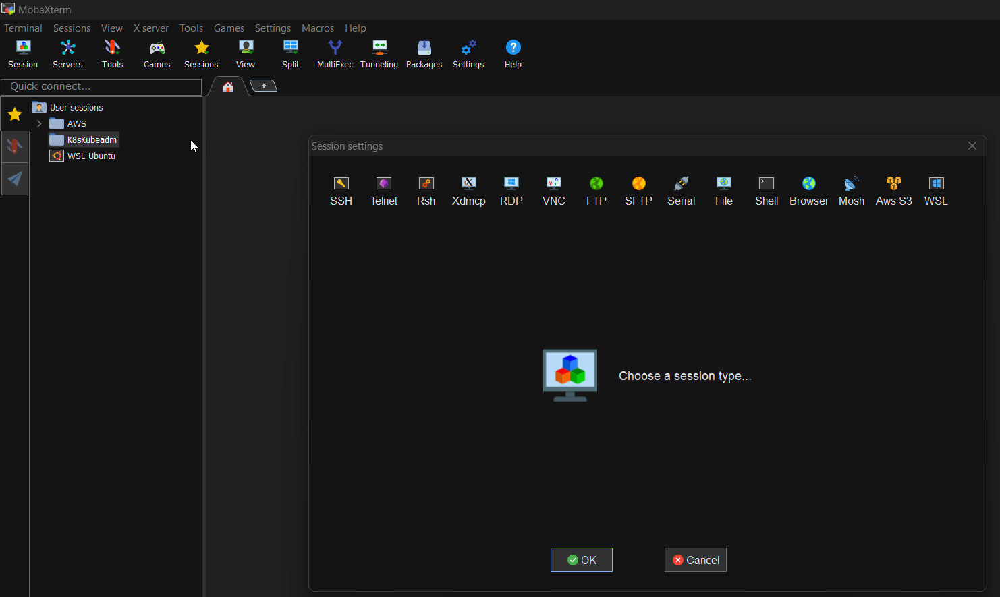 MobaXterm
Terminal Sessions View X server Tools Games Settings Macros Help
Session Servers Tools Games Sessions View Split MultiExec Tunneling Packages Settings Help
Quick connect...
User sessions
AWS
K8sKubeadm
WSL-Ubuntu
Session settings
SSH Telnet Rsh Xdmcp RDP VNC FTP SFTP Serial File Shell Browser Mosh Aws S3 WSL
Choose a session type...
OK Cancel